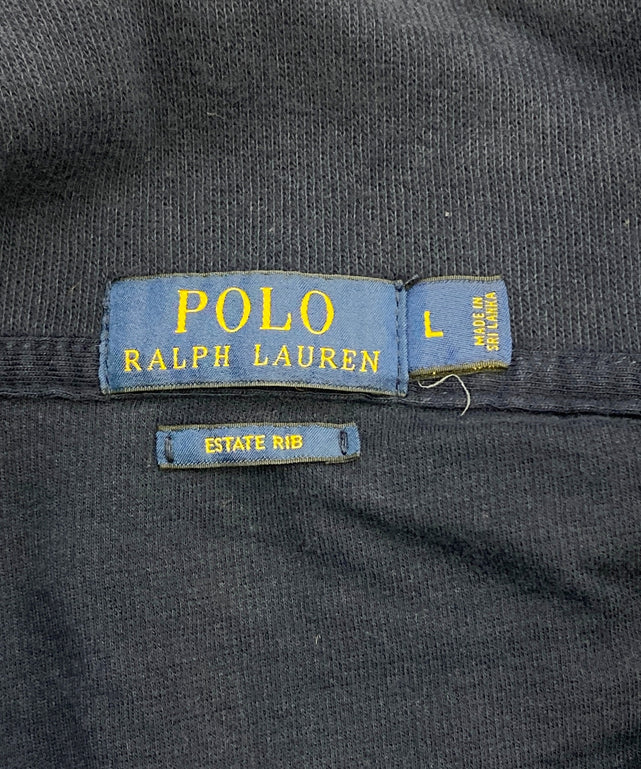 POLO
RALPH LAUREN
L
MADE IN
SRI LANKA
ESTATE RIB